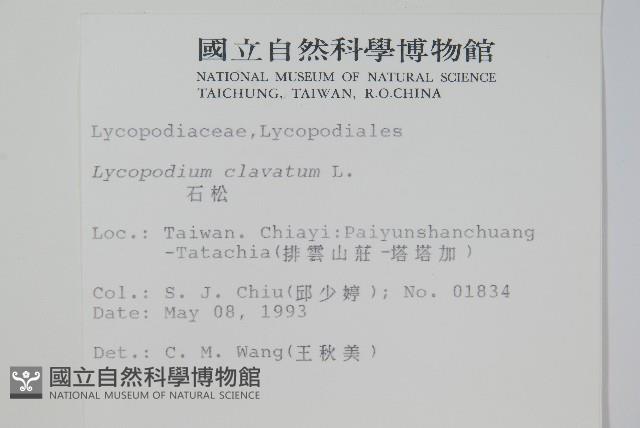 國立自然科學博物館
NATIONAL MUSEUM OF NATURAL SCIENCE
TAICHUNG, TAIWAN, R.O.CHINA
Lycopodiaceae,Lycopodiales
Lycopodium clavatum L.
石松
Loc.: Taiwan. Chiayi:Paiyunshanchuang
-Tatachia(排雲山莊-塔塔加)
Col.: S. J. Chiu(邱少婷); No. 01834
Date: May 08, 1993
Det.: C. M. Wang(王秋美)
國立自然科學博物館
NATIONAL MUSEUM OF NATURAL SCIENCE